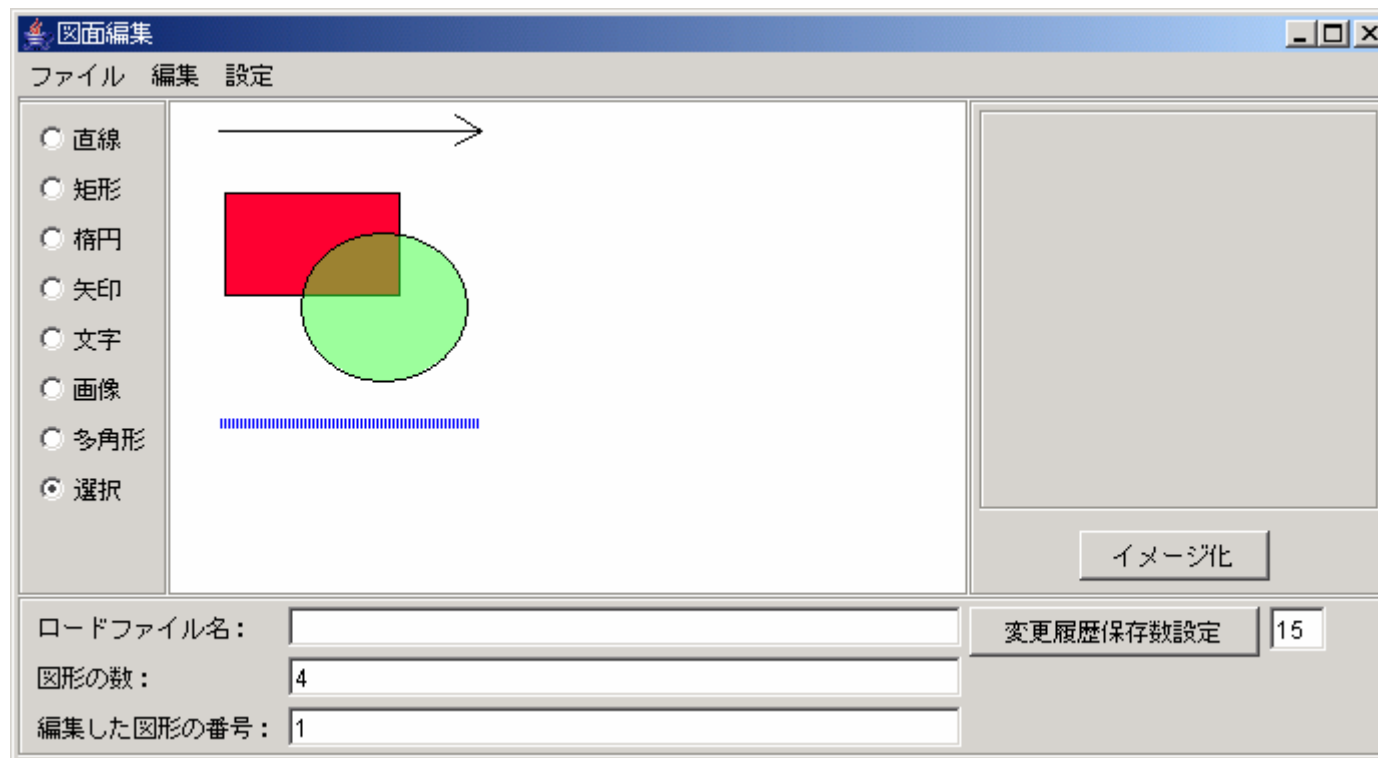 図面編集
ファイル 編集 設定
直線
矩形
楕円
矢印
文字
画像
多角形
選択
イメージ化
ロードファイル名：
変更履歴保存数設定 15
図形の数： 4
編集した図形の番号： 1